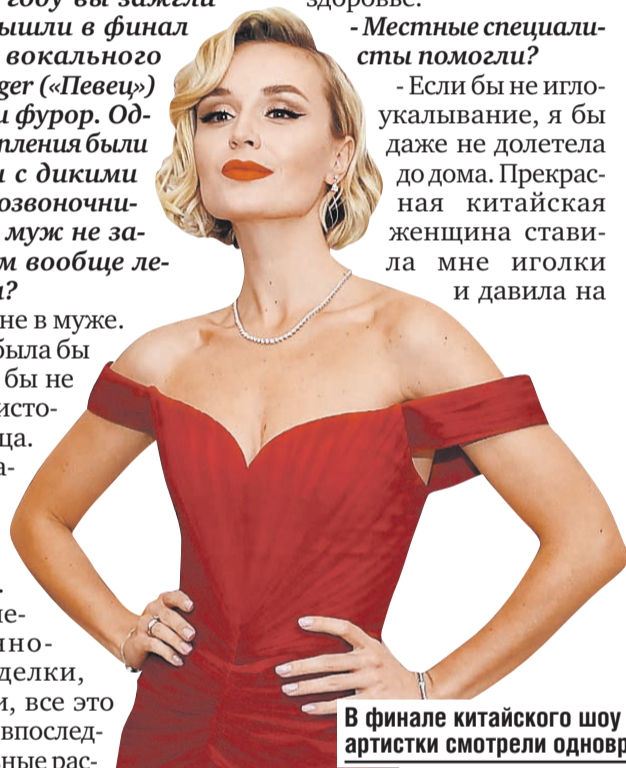 году вы зажгли
вышли в финал
вокального
ger («Певец»)
и фурор. Од-
пления были
и с дикими
озвоночни-
муж не за-
м вообще ле-
?
не в муже.
была бы
бы не
исто-
ца.
а-
не-
нно-
делки,
и, все это
впослед-
ные рас-
здоровье.
- Местные специали-
сты помогли?
- Если бы не игло-
укалывание, я бы
даже не долетела
до дома. Прекрас-
ная китайская
женщина стави-
ла мне иголки
и давила на
В финале китайского шоу
артистки смотрели одновр